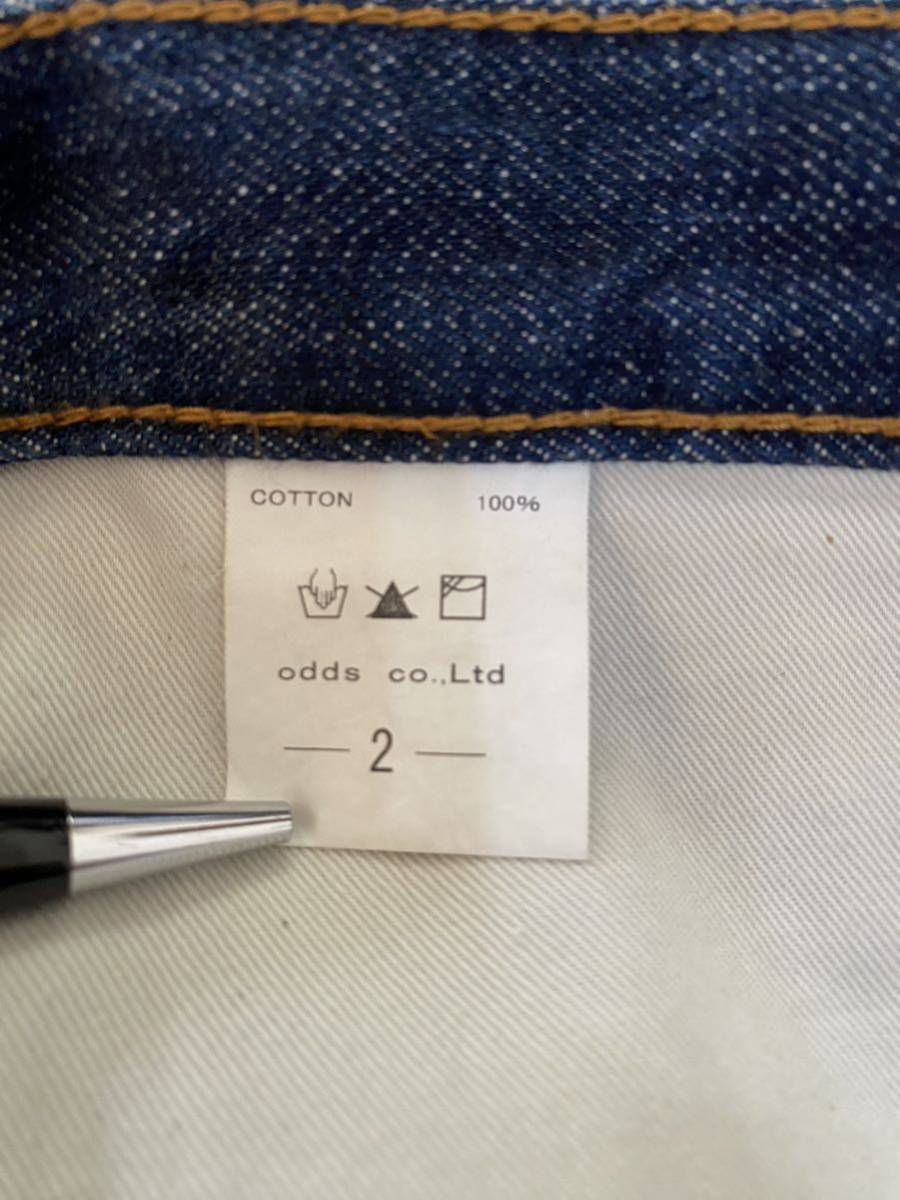 COTTON 100%
odds co.,Ltd
— 2 —